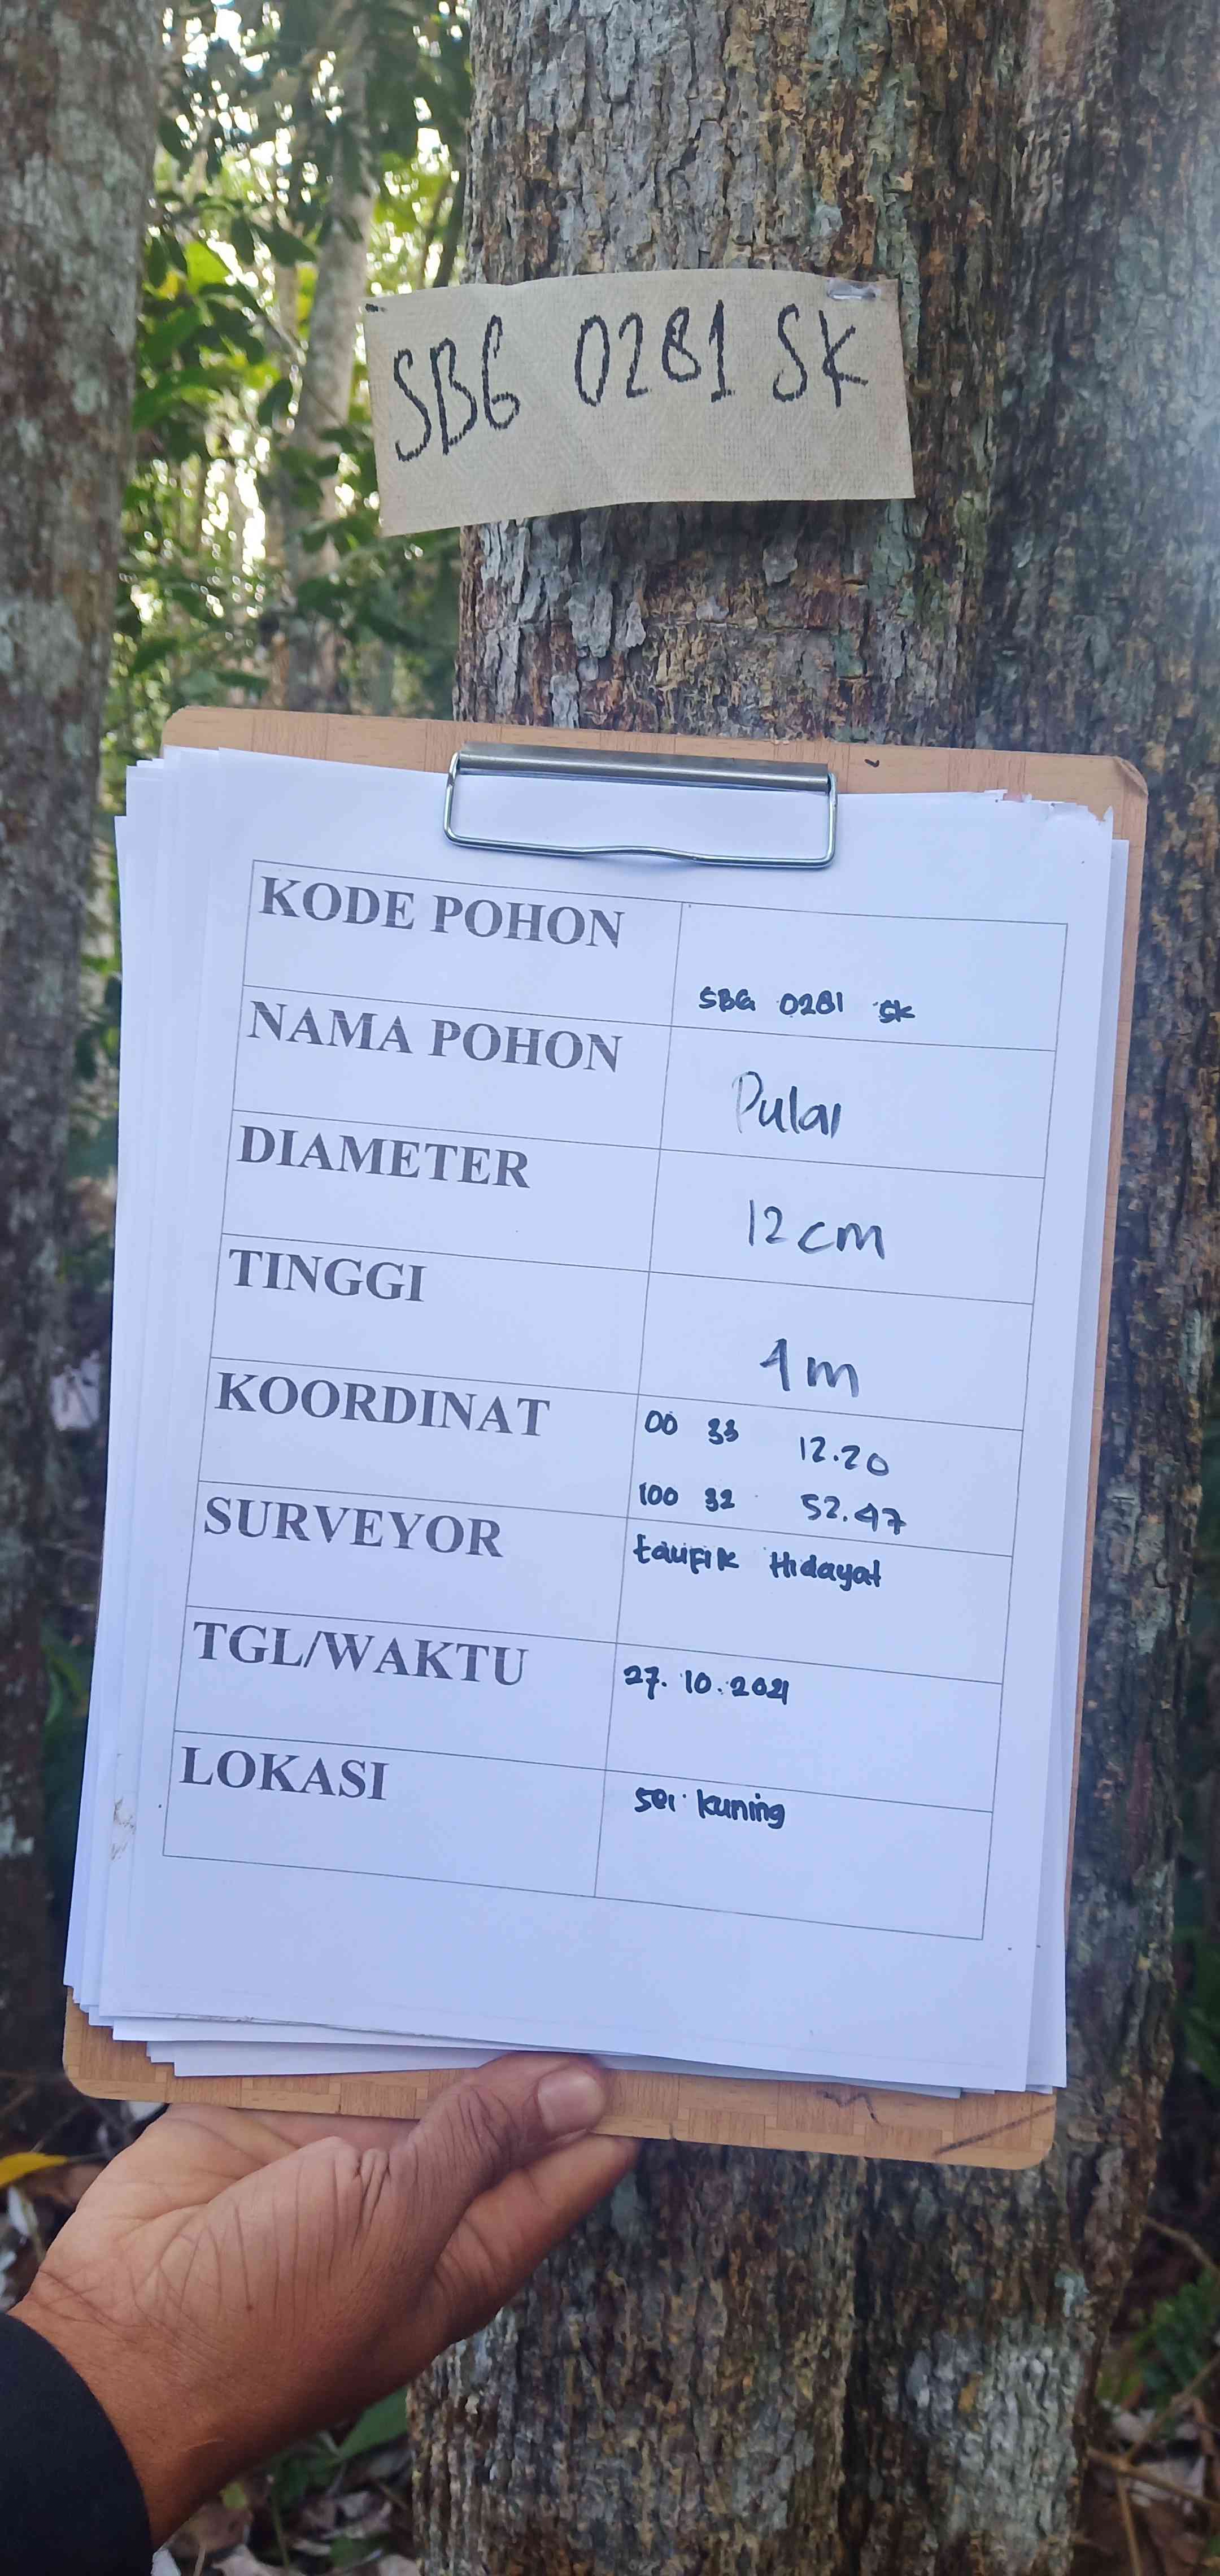 SBG 0281 SK
KODE POHON
SBG 0281 SK
NAMA POHON
Pulai
DIAMETER
12 cm
TINGGI
4 m
KOORDINAT
00 33 12.20
100 32 52.47
SURVEYOR
taufik Hidayat
TGL/WAKTU
27.10.2021
LOKASI
sei kuning